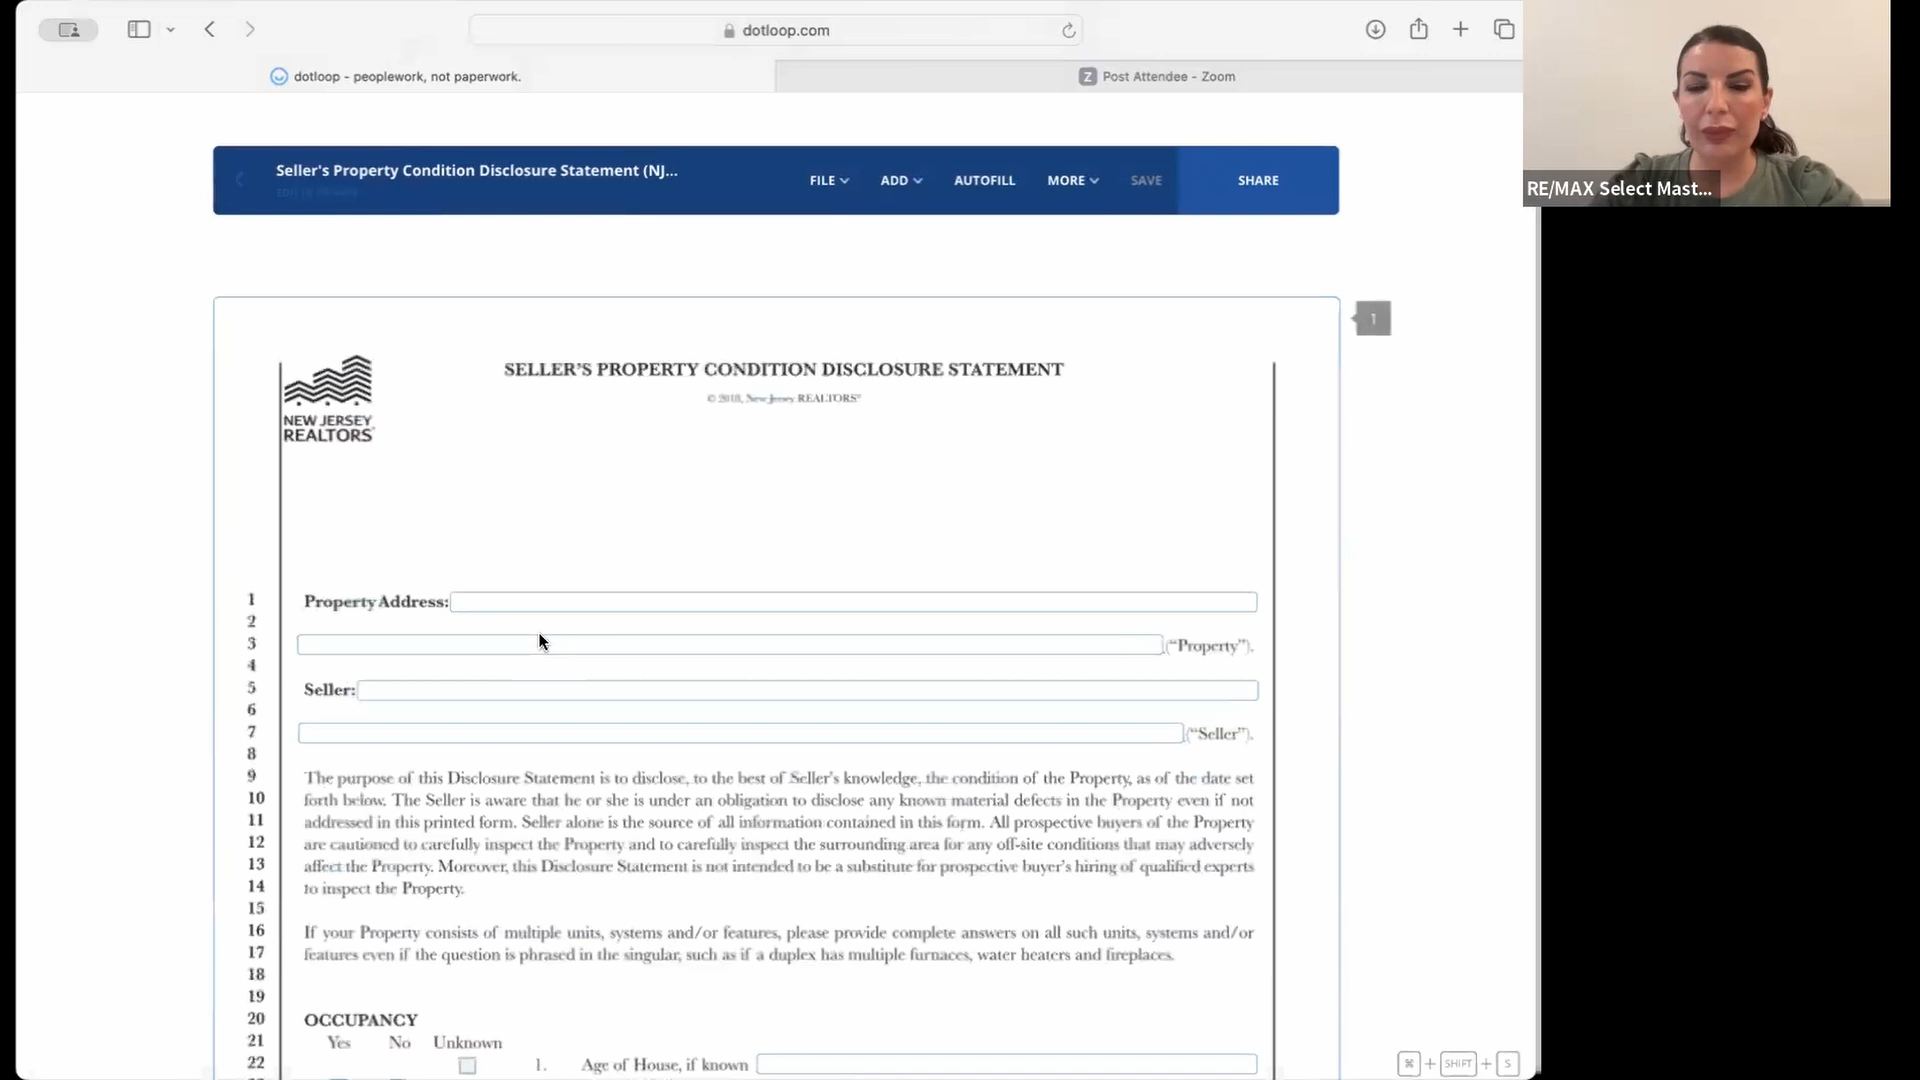 dotloop.com
dotloop - peoplework, not paperwork.
Z Post Attendee - Zoom
RE/MAX Select Mast...
Seller's Property Condition Disclosure Statement (NJ...
FILE ADD AUTOFILL MORE SAVE SHARE
1
NEW JERSEY
REALTORS
SELLER'S PROPERTY CONDITION DISCLOSURE STATEMENT
© 2018, New Jersey REALTORS®
1 Property Address:
2
3 ("Property").
4
5 Seller:
6
7 ("Seller").
8
9 The purpose of this Disclosure Statement is to disclose, to the best of Seller's knowledge, the condition of the Property, as of the date set
10 forth below. The Seller is aware that he or she is under an obligation to disclose any known material defects in the Property even if not
11 addressed in this printed form. Seller alone is the source of all information contained in this form. All prospective buyers of the Property
12 are cautioned to carefully inspect the Property and to carefully inspect the surrounding area for any off-site conditions that may adversely
13 affect the Property. Moreover, this Disclosure Statement is not intended to be a substitute for prospective buyer's hiring of qualified experts
14 to inspect the Property.
15
16 If your Property consists of multiple units, systems and/or features, please provide complete answers on all such units, systems and/or
17 features even if the question is phrased in the singular, such as if a duplex has multiple furnaces, water heaters and fireplaces.
18
19
20 OCCUPANCY
21 Yes No Unknown
22 1. Age of House, if known
⌘ + SHIFT + S